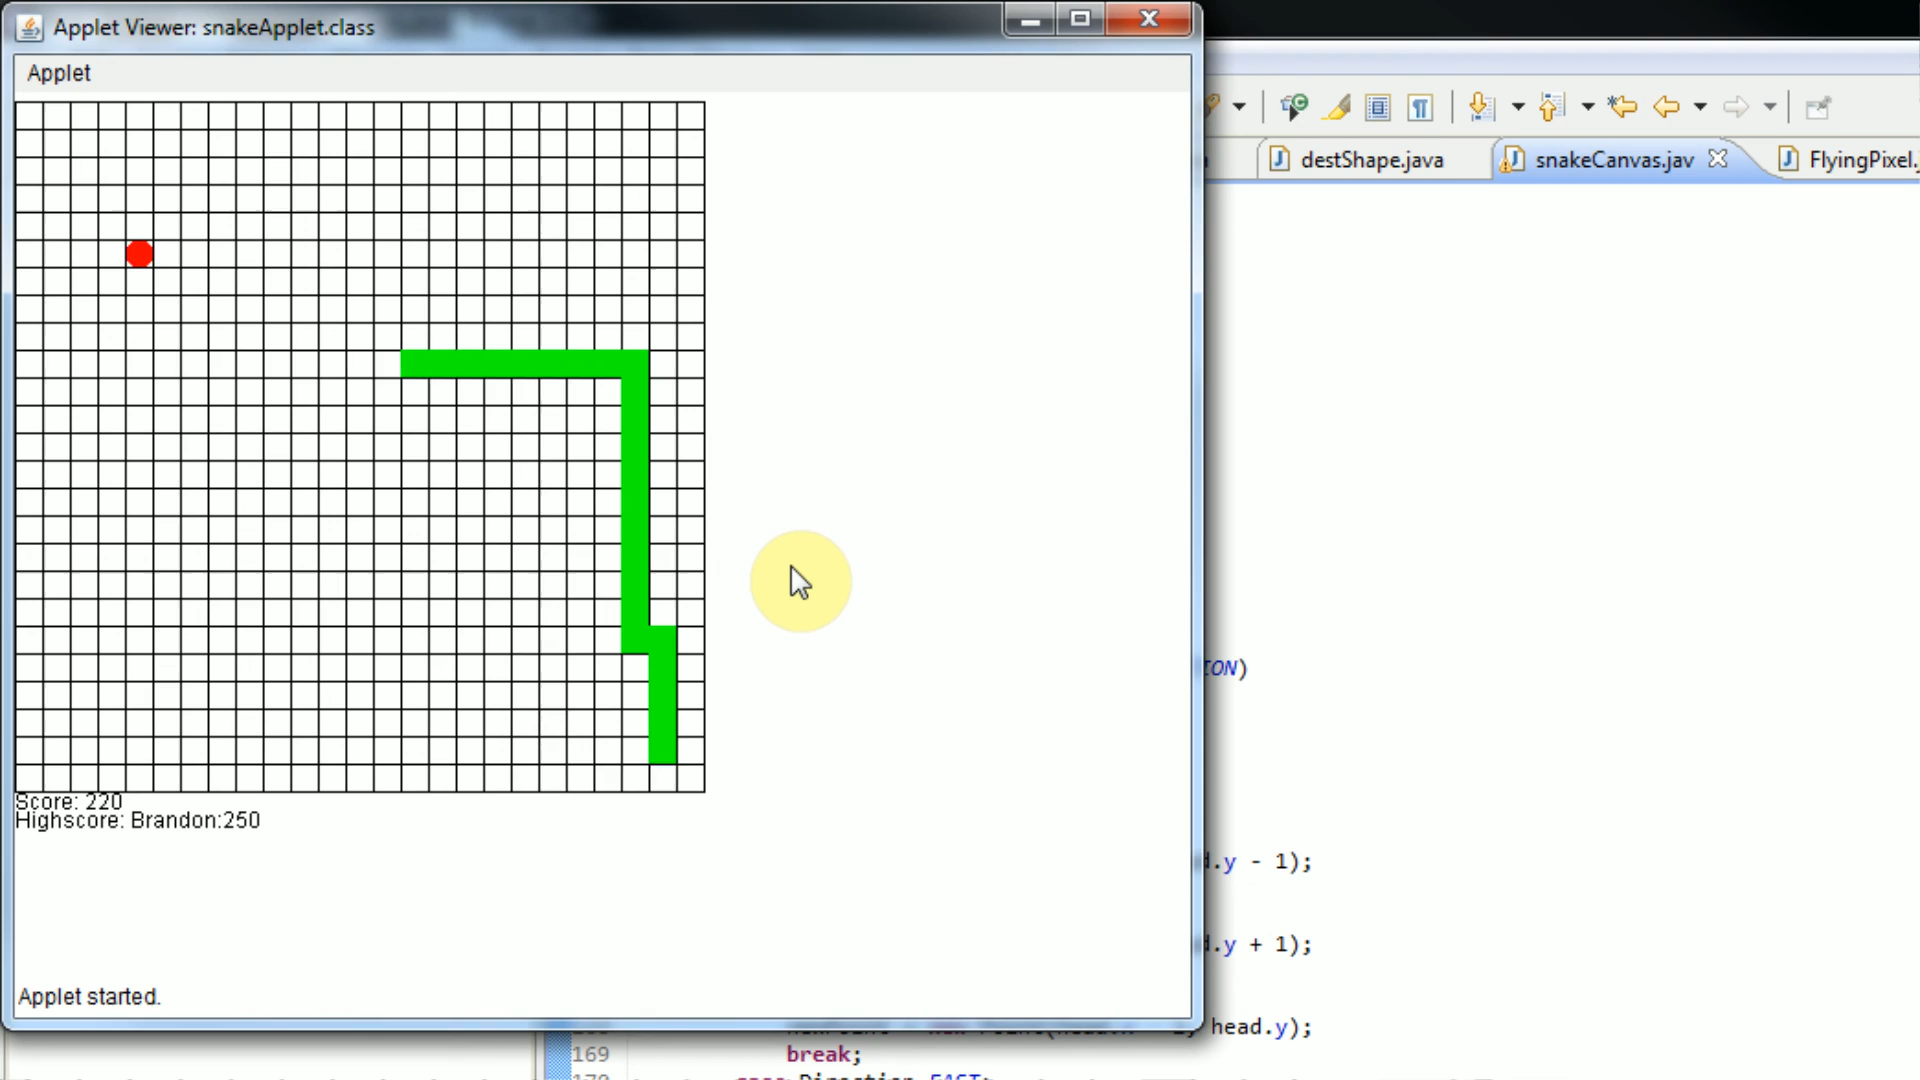 Applet Viewer: snakeApplet.class
Applet
destShape.java
snakeCanvas.jav
FlyingPixel.
ION)
Score: 220
Highscore: Brandon:250
d.y - 1);
d.y + 1);
Applet started.
head.y);
169
break;